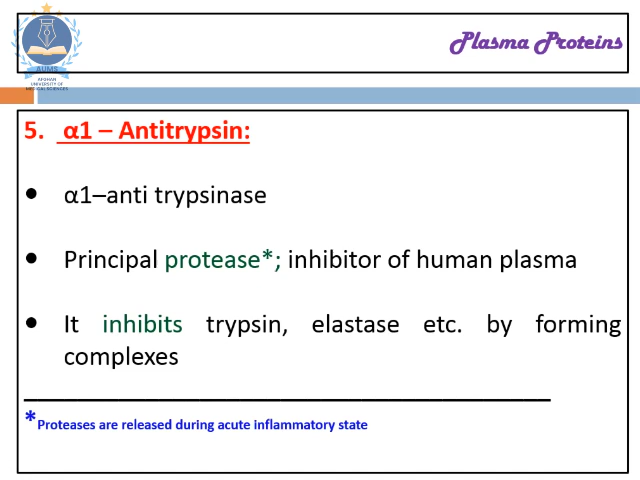 Plasma Proteins
AUMS
AFGHAN
UNIVERSITY OF
MEDICAL SCIENCES
5. α1 – Antitrypsin:
● α1–anti trypsinase
● Principal protease*; inhibitor of human plasma
● It inhibits trypsin, elastase etc. by forming
complexes
*Proteases are released during acute inflammatory state